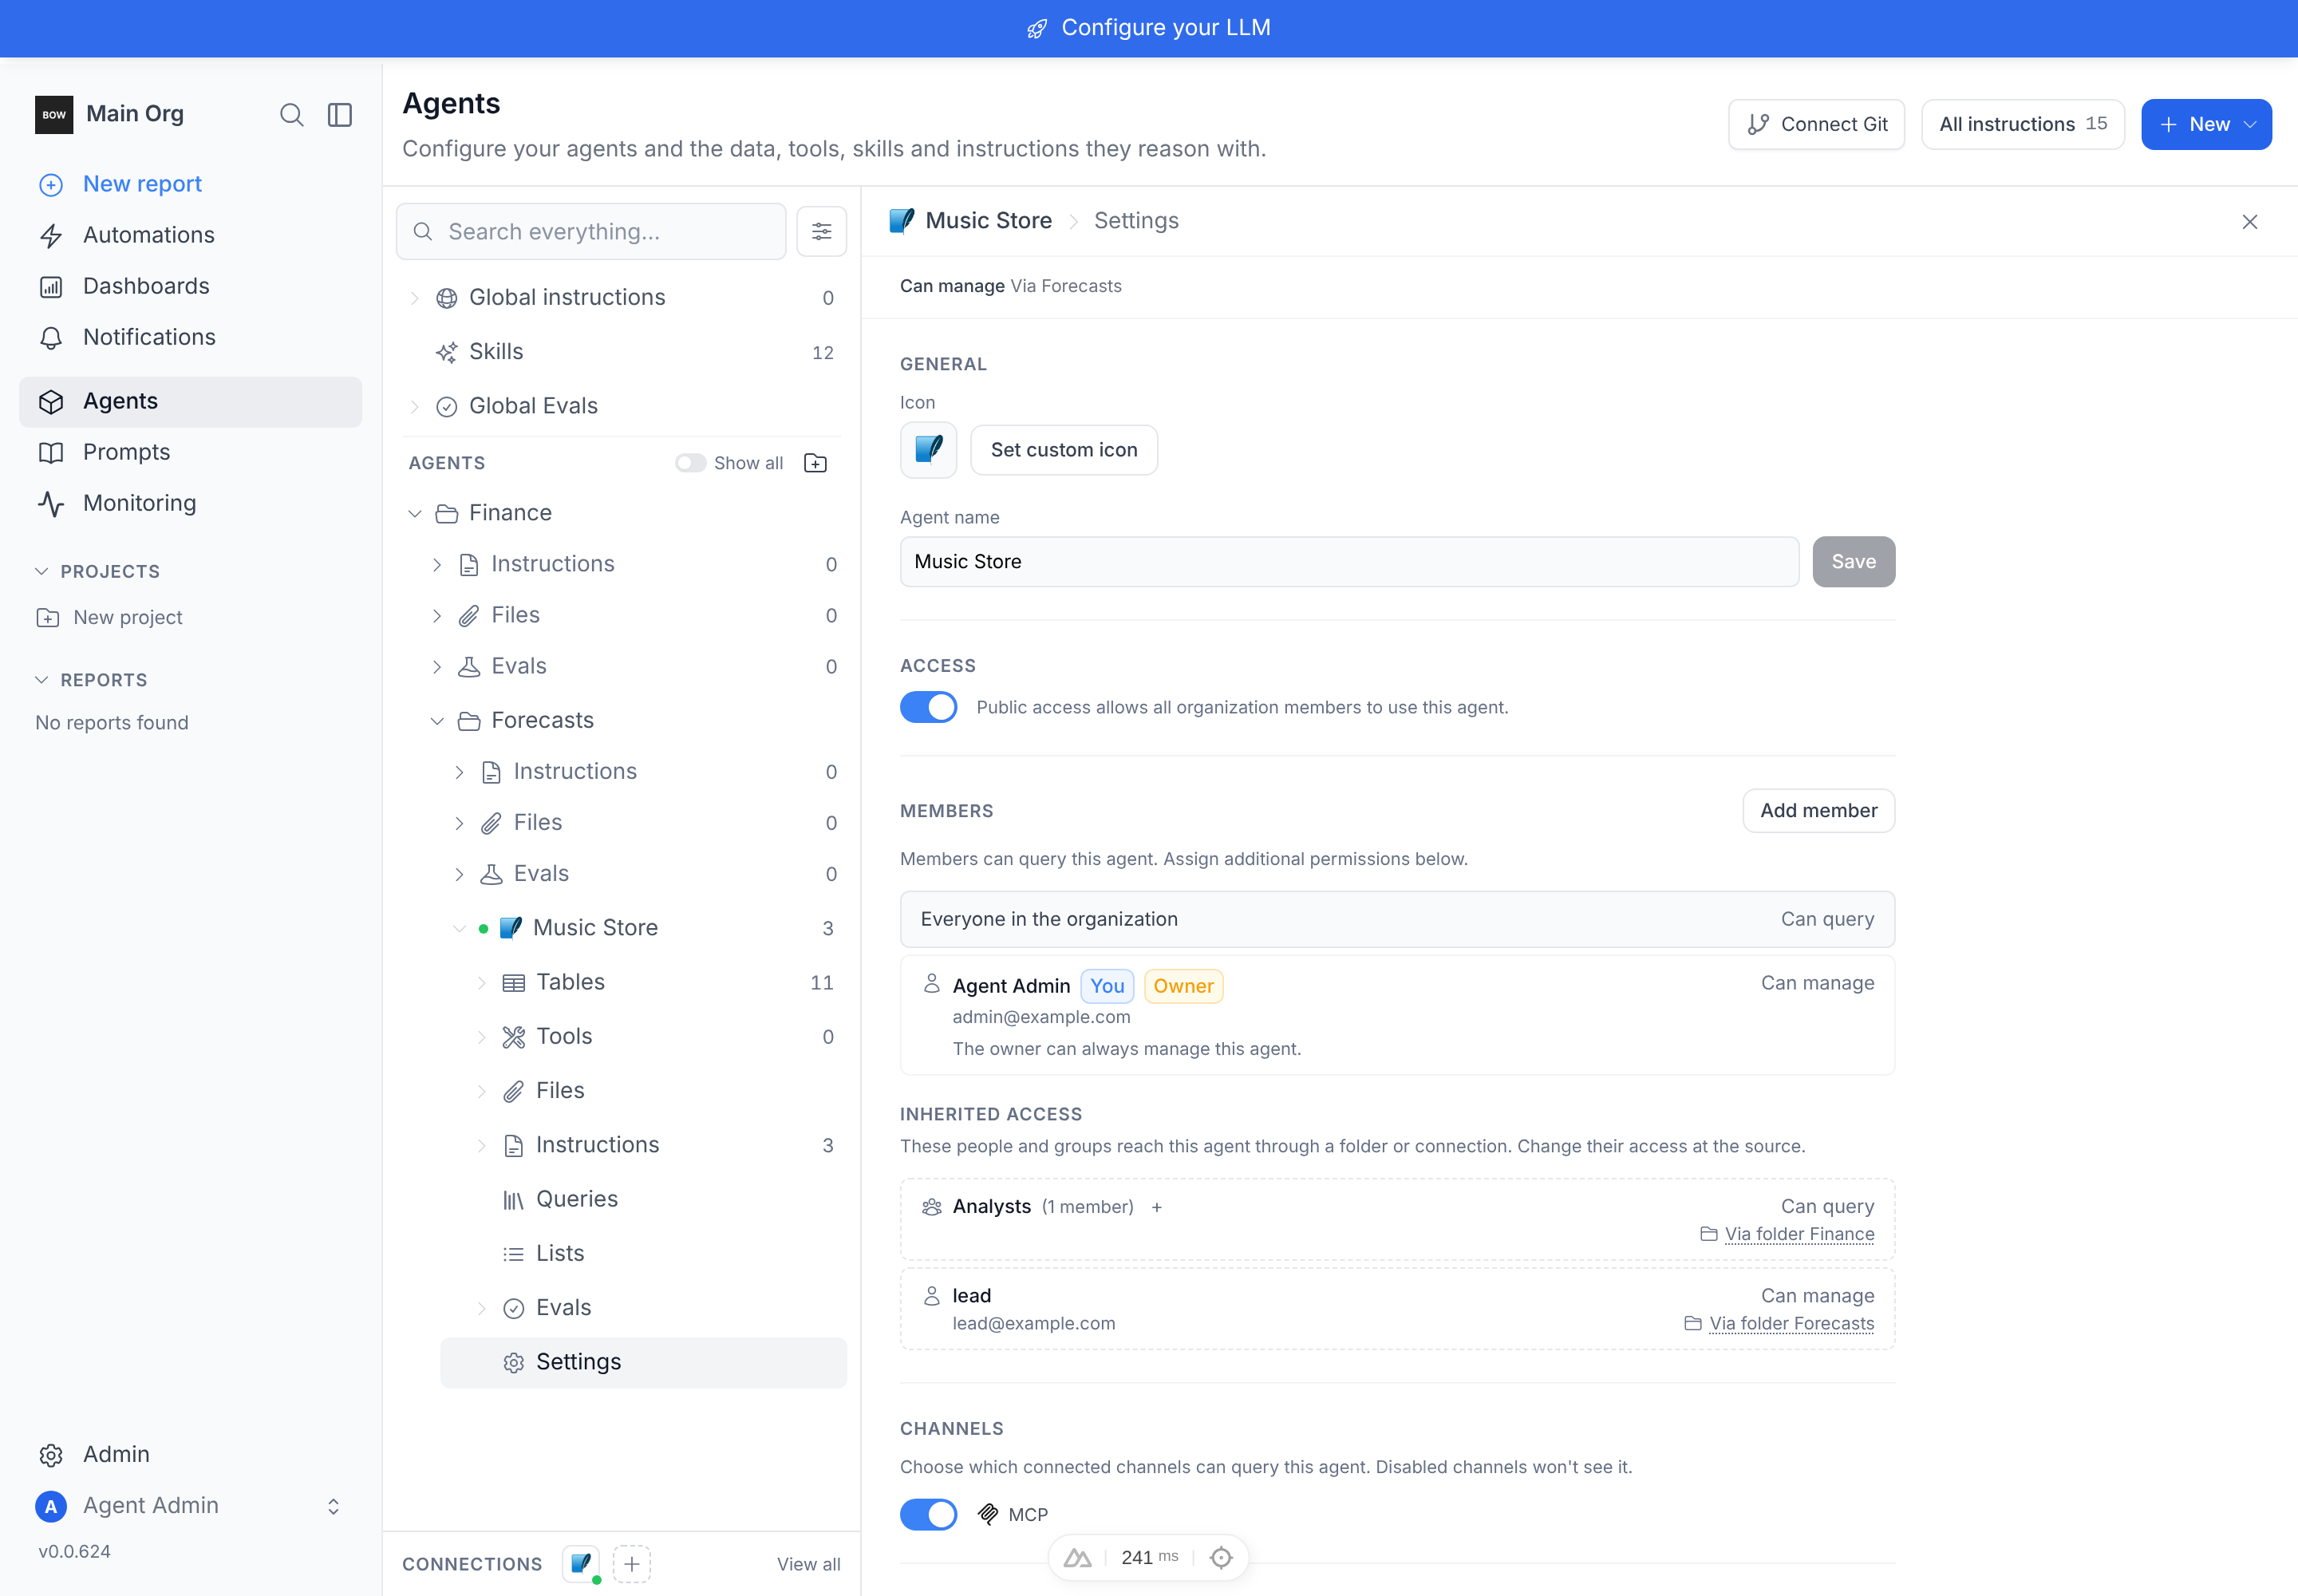 Configure your LLM
BOW
Main Org
New report
Automations
Dashboards
Notifications
Agents
Prompts
Monitoring
PROJECTS
New project
REPORTS
No reports found
Admin
A
Agent Admin
v0.0.624
Agents
Configure your agents and the data, tools, skills and instructions they reason with.
Connect Git
All instructions 15
New
Search everything...
Global instructions 0
Skills 12
Global Evals
AGENTS
Show all
Finance
Instructions 0
Files 0
Evals 0
Forecasts
Instructions 0
Files 0
Evals 0
Music Store 3
Tables 11
Tools 0
Files
Instructions 3
Queries
Lists
Evals
Settings
CONNECTIONS
View all
Music Store
Settings
Can manage Via Forecasts
GENERAL
Icon
Set custom icon
Agent name
Music Store
Save
ACCESS
Public access allows all organization members to use this agent.
MEMBERS
Add member
Members can query this agent. Assign additional permissions below.
Everyone in the organization
Can query
Agent Admin
You
Owner
Can manage
admin@example.com
The owner can always manage this agent.
INHERITED ACCESS
These people and groups reach this agent through a folder or connection. Change their access at the source.
Analysts (1 member) +
Can query
Via folder Finance
lead
Can manage
lead@example.com
Via folder Forecasts
CHANNELS
Choose which connected channels can query this agent. Disabled channels won't see it.
MCP
241 ms